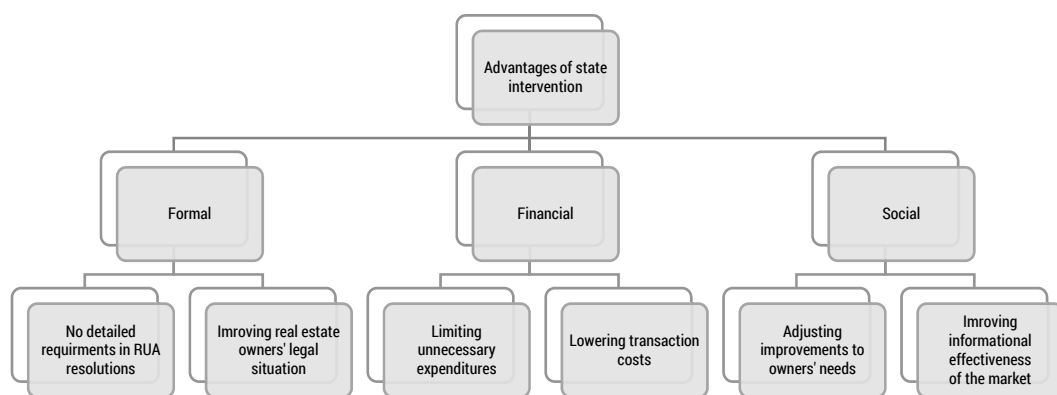 Advantages of state
intervention
Formal
Financial
Social
No detailed
requirments in RUA
resolutions
Imroving real estate
owners' legal
situation
Limiting
unnecessary
expenditures
Lowering transaction
costs
Adjusting
improvements to
owners' needs
Imroving
informational
effectiveness
of the market